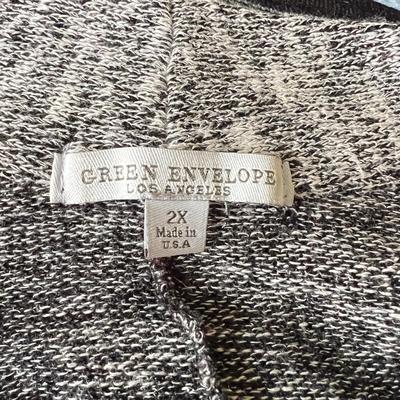 GREEN ENVELOPE
LOS ANGELES
2X
Made in
U.S.A